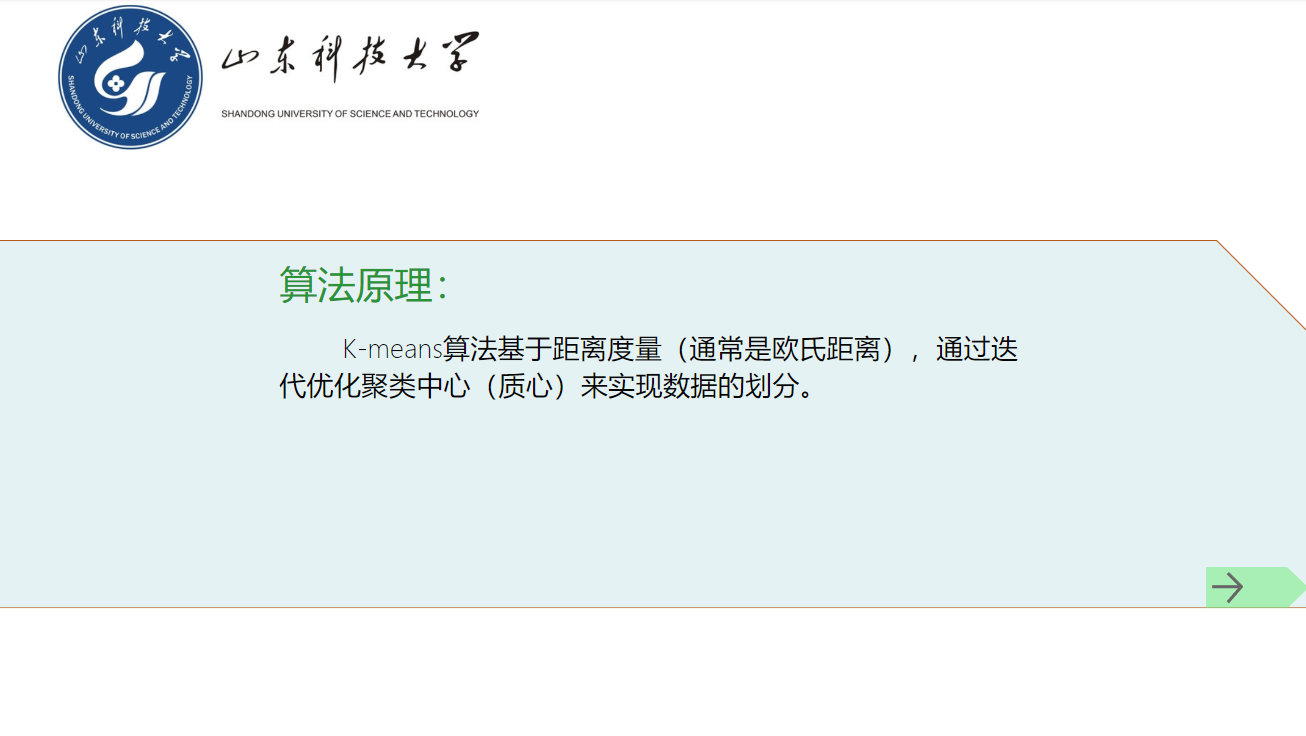 山东科技大学
SHANDONG UNIVERSITY OF SCIENCE AND TECHNOLOGY
山东科技大学
SHANDONG UNIVERSITY OF SCIENCE AND TECHNOLOGY
算法原理：
K-means算法基于距离度量（通常是欧氏距离），通过迭
代优化聚类中心（质心）来实现数据的划分。